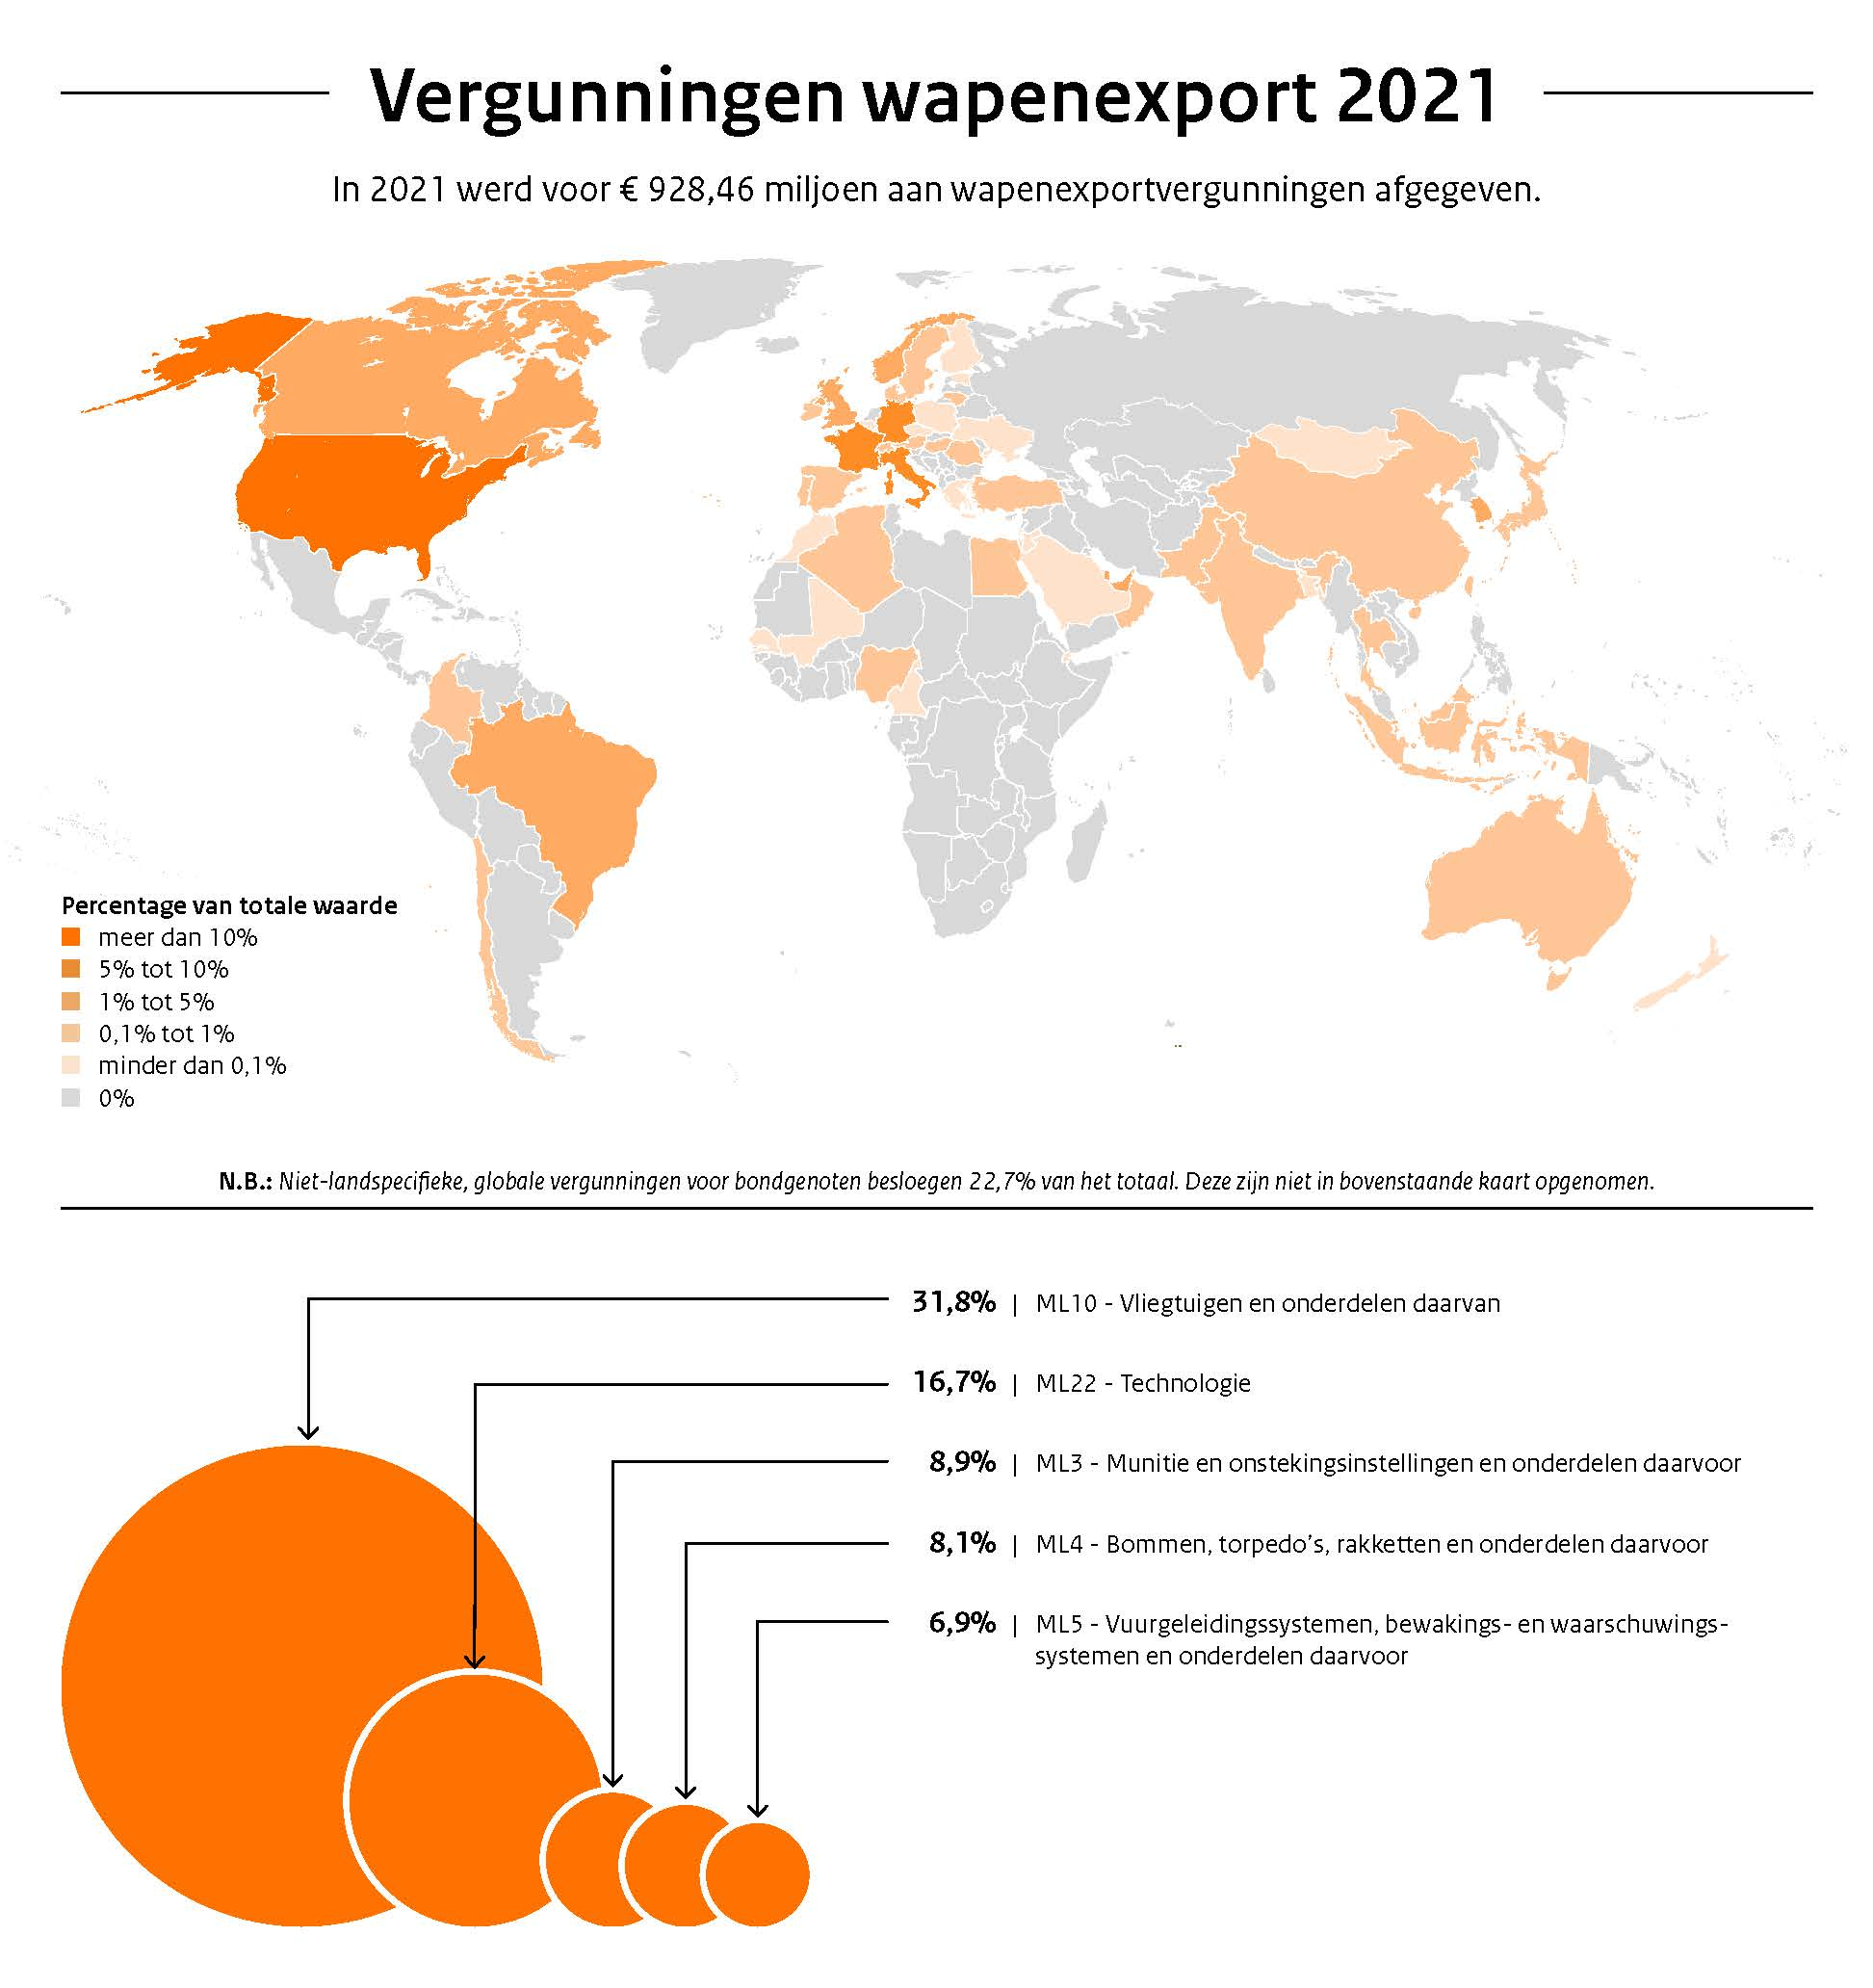 Vergunningen wapenexport 2021
In 2021 werd voor € 928,46 miljoen aan wapenexportvergunningen afgegeven.
Percentage van totale waarde
meer dan 10%
5% tot 10%
1% tot 5%
0,1% tot 1%
minder dan 0,1%
0%
N.B.: Niet-landspecifieke, globale vergunningen voor bondgenoten besloegen 22,7% van het totaal. Deze zijn niet in bovenstaande kaart opgenomen.
31,8% | ML10 - Vliegtuigen en onderdelen daarvan
16,7% | ML22 - Technologie
8,9% | ML3 - Munitie en onstekingsinstellingen en onderdelen daarvoor
8,1% | ML4 - Bommen, torpedo's, rakketten en onderdelen daarvoor
6,9% | ML5 - Vuurgeleidingssystemen, bewakings- en waarschuwings-
systemen en onderdelen daarvoor